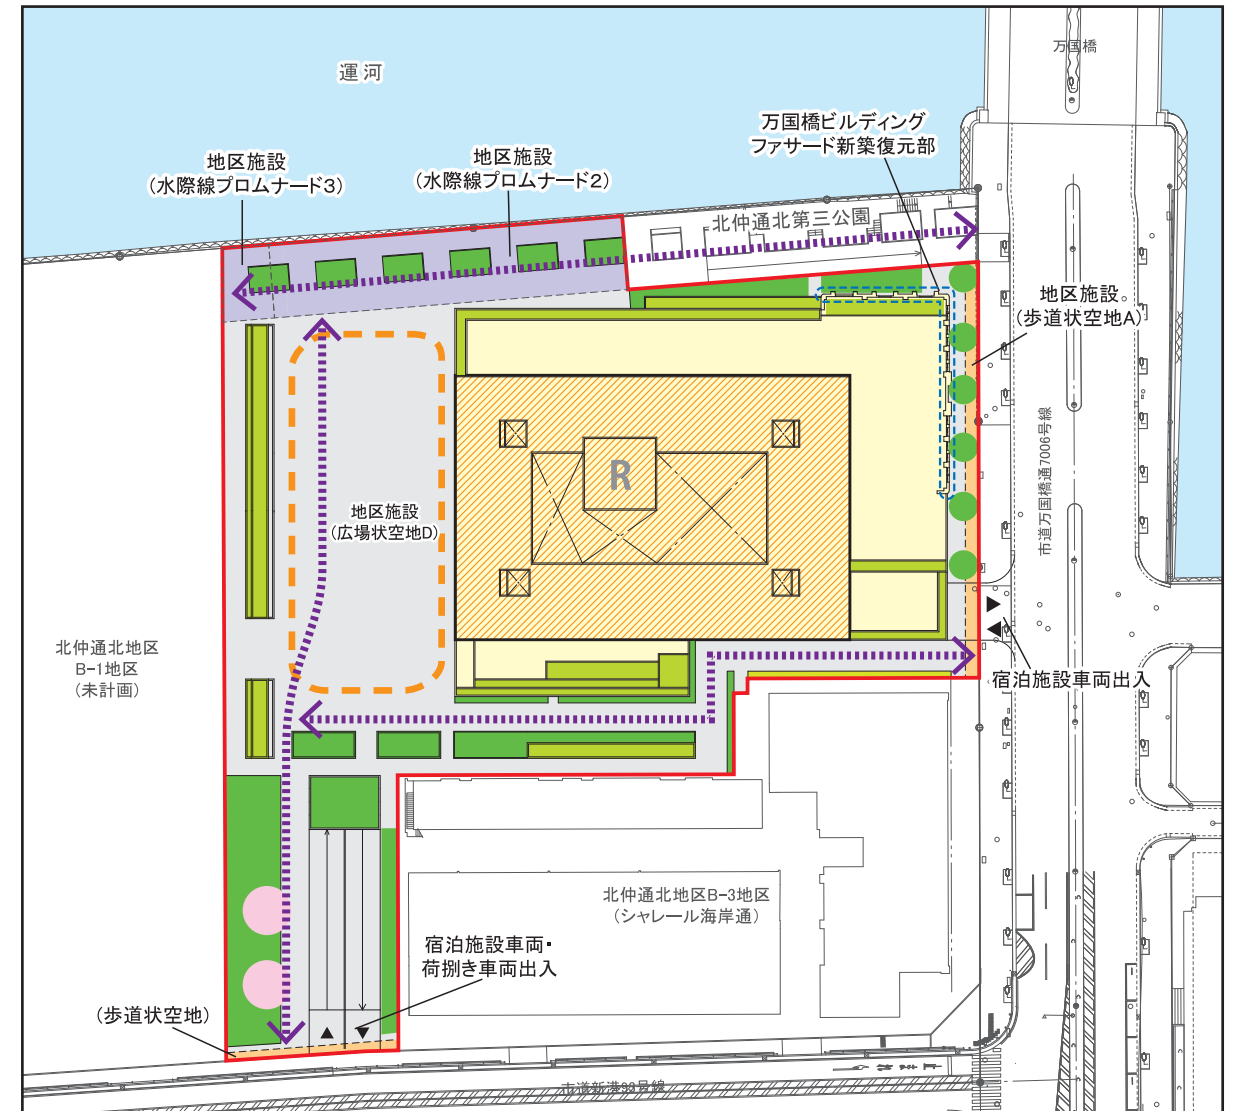 万国橋
運河
万国橋ビルディング
ファサード新築復元部
地区施設
(水際線プロムナード3)
地区施設
(水際線プロムナード2)
北仲通北第三公園
地区施設
(歩道状空地A)
市道万国橋通7006号線
R
地区施設
(広場状空地D)
北仲通北地区
B-1地区
(未計画)
宿泊施設車両出入
北仲通北地区B-3地区
(シャレール海岸通)
宿泊施設車両・
荷捌き車両出入
(歩道状空地)
市道新港93号線